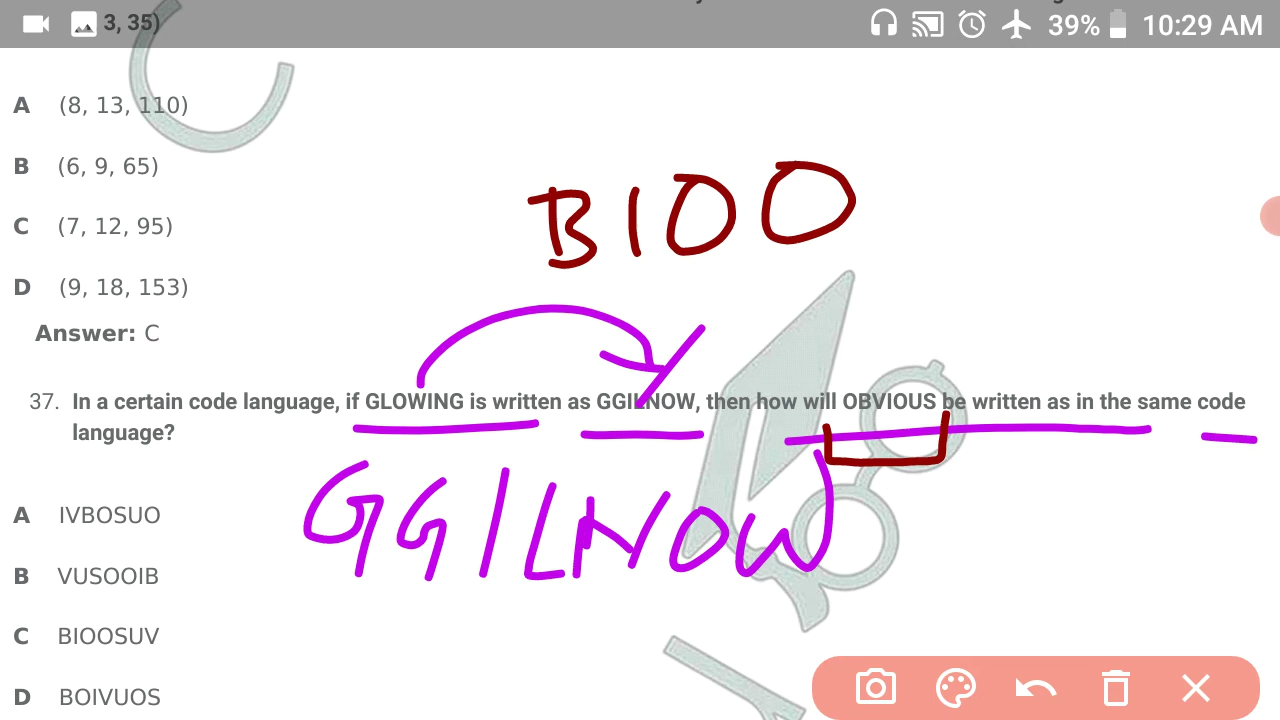 3, 35)
39% 10:29 AM
A (8, 13, 110)
B (6, 9, 65)
C (7, 12, 95)
D (9, 18, 153)
Answer: C
BIOO
37. In a certain code language, if GLOWING is written as GGILNOW, then how will OBVIOUS be written as in the same code
language?
GGILNOW
A IVBOSUO
B VUSOOIB
C BIOOSUV
D BOIVUOS